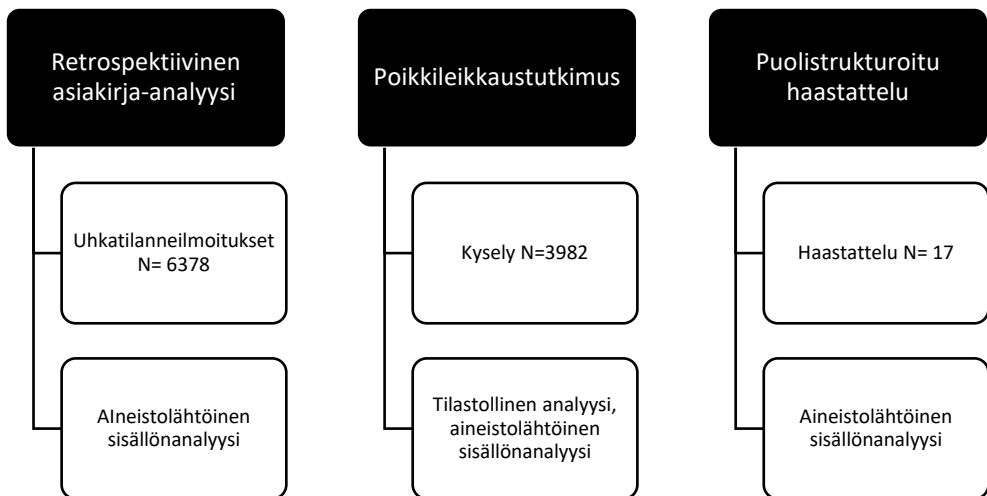 Retrospektiivinen
asiakirja-analyysi
Uhkatilanneilmoitukset
N= 6378
AIneistolähtöinen
sisällönanalyysi
Poikkileikkaustutkimus
Kysely N=3982
Tilastollinen analyysi,
aineistolähtöinen
sisällönanalyysi
Puolistrukturoitu
haastattelu
Haastattelu N= 17
Aineistolähtöinen
sisällönanalyysi